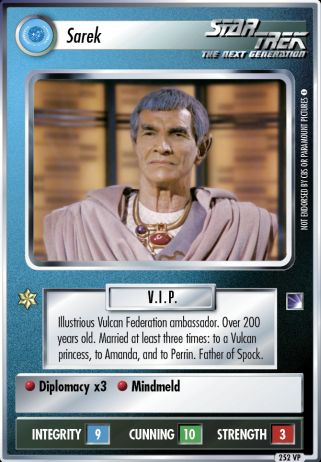 Sarek
STAR TREK
THE NEXT GENERATION
NOT ENDORSED BY CBS OR PARAMOUNT PICTURES
V.I.P.
Illustrious Vulcan Federation ambassador. Over 200
years old. Married at least three times: to a Vulcan
princess, to Amanda, and to Perrin. Father of Spock.
Diplomacy x3 Mindmeld
INTEGRITY 9 CUNNING 10 STRENGTH 3
252 VP